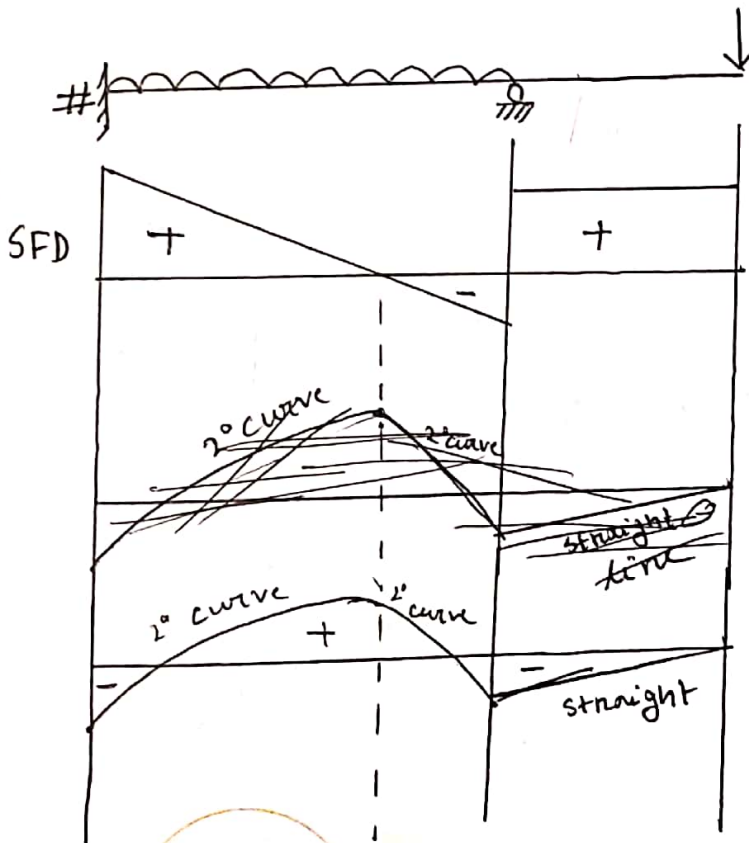 SFD
+
+
-
2° curve
2° curve
straight
line
2° curve
2° curve
+
-
-
straight